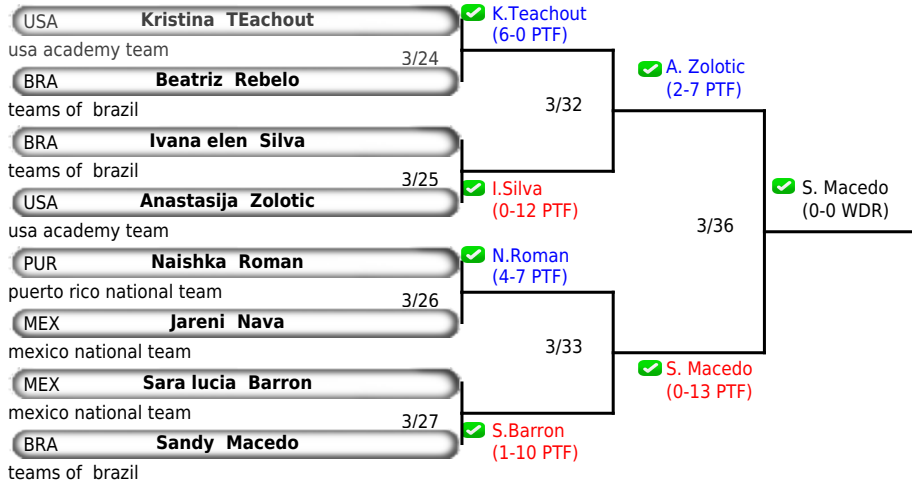 USA Kristina TEachout
usa academy team
3/24
BRA Beatriz Rebelo
teams of brazil
BRA Ivana elen Silva
teams of brazil
3/25
USA Anastasija Zolotic
usa academy team
PUR Naishka Roman
puerto rico national team
3/26
MEX Jareni Nava
mexico national team
MEX Sara lucia Barron
mexico national team
3/27
BRA Sandy Macedo
teams of brazil
K.Teachout
(6-0 PTF)
3/32
I.Silva
(0-12 PTF)
N.Roman
(4-7 PTF)
3/33
S.Barron
(1-10 PTF)
A. Zolotic
(2-7 PTF)
3/36
S. Macedo
(0-13 PTF)
S. Macedo
(0-0 WDR)